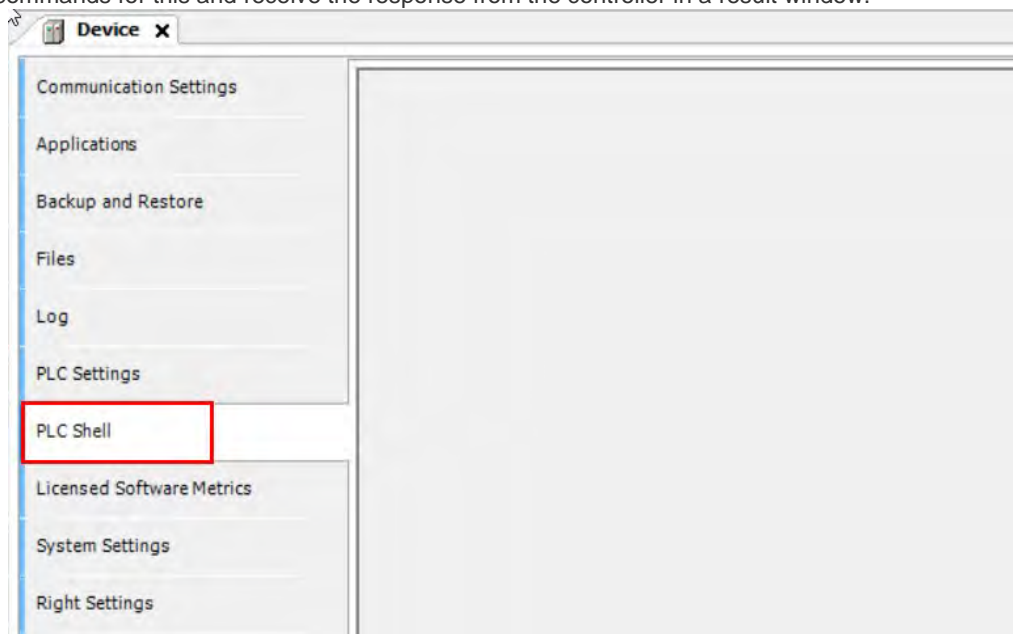 commands for this and receive the response from the controller in a result window.
Device
Communication Settings
Applications
Backup and Restore
Files
Log
PLC Settings
PLC Shell
Licensed Software Metrics
System Settings
Right Settings